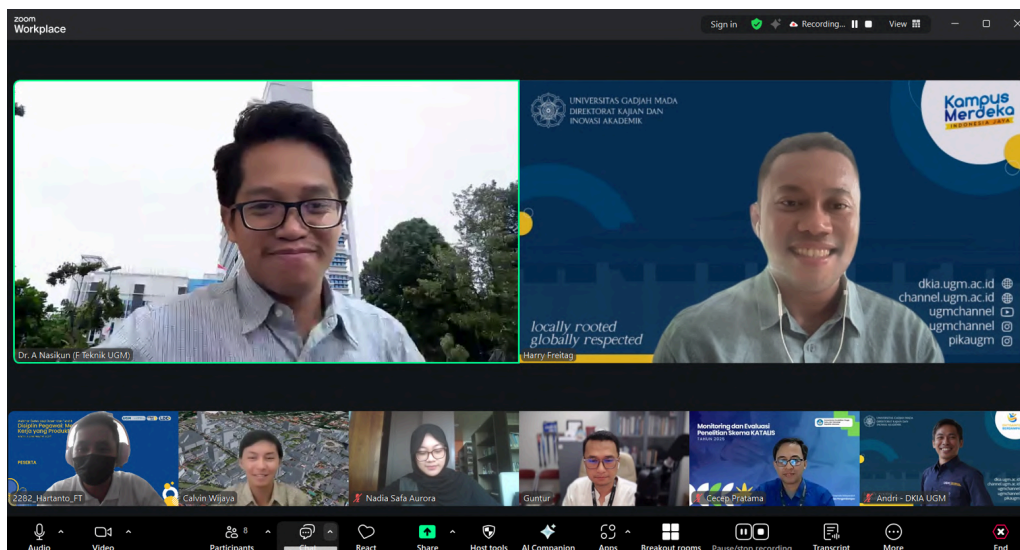 zoom
Workplace
Sign in
Recording...
View
UNIVERSITAS GADJAH MADA
DIREKTORAT KAJIAN DAN
INOVASI AKADEMIK
Kampus
Merdeka
INDONESIA JAYA
dkia.ugm.ac.id
channel.ugm.ac.id
ugmchannel
ugmchannel
pikaugm
locally rooted
globally respected
Dr. A Nasikun (F Teknik UGM)
Harry Freitag
Disiplin Pegawai
Kerja yang Produk
PESERTA
2282_Hartanto_FT
Calvin Wijaya
Nadia Safa Aurora
Guntur
Monitoring dan Evaluasi
Penelitian Skema KATALIS
TAHUN 2025
Cecep Pratama
Andri - DKIA UGM
Audio
Video
8
Participants
Chat
React
Share
Host tools
AI Companion
Apps
Breakout rooms
Pause/stop recording
Transcript
More
End